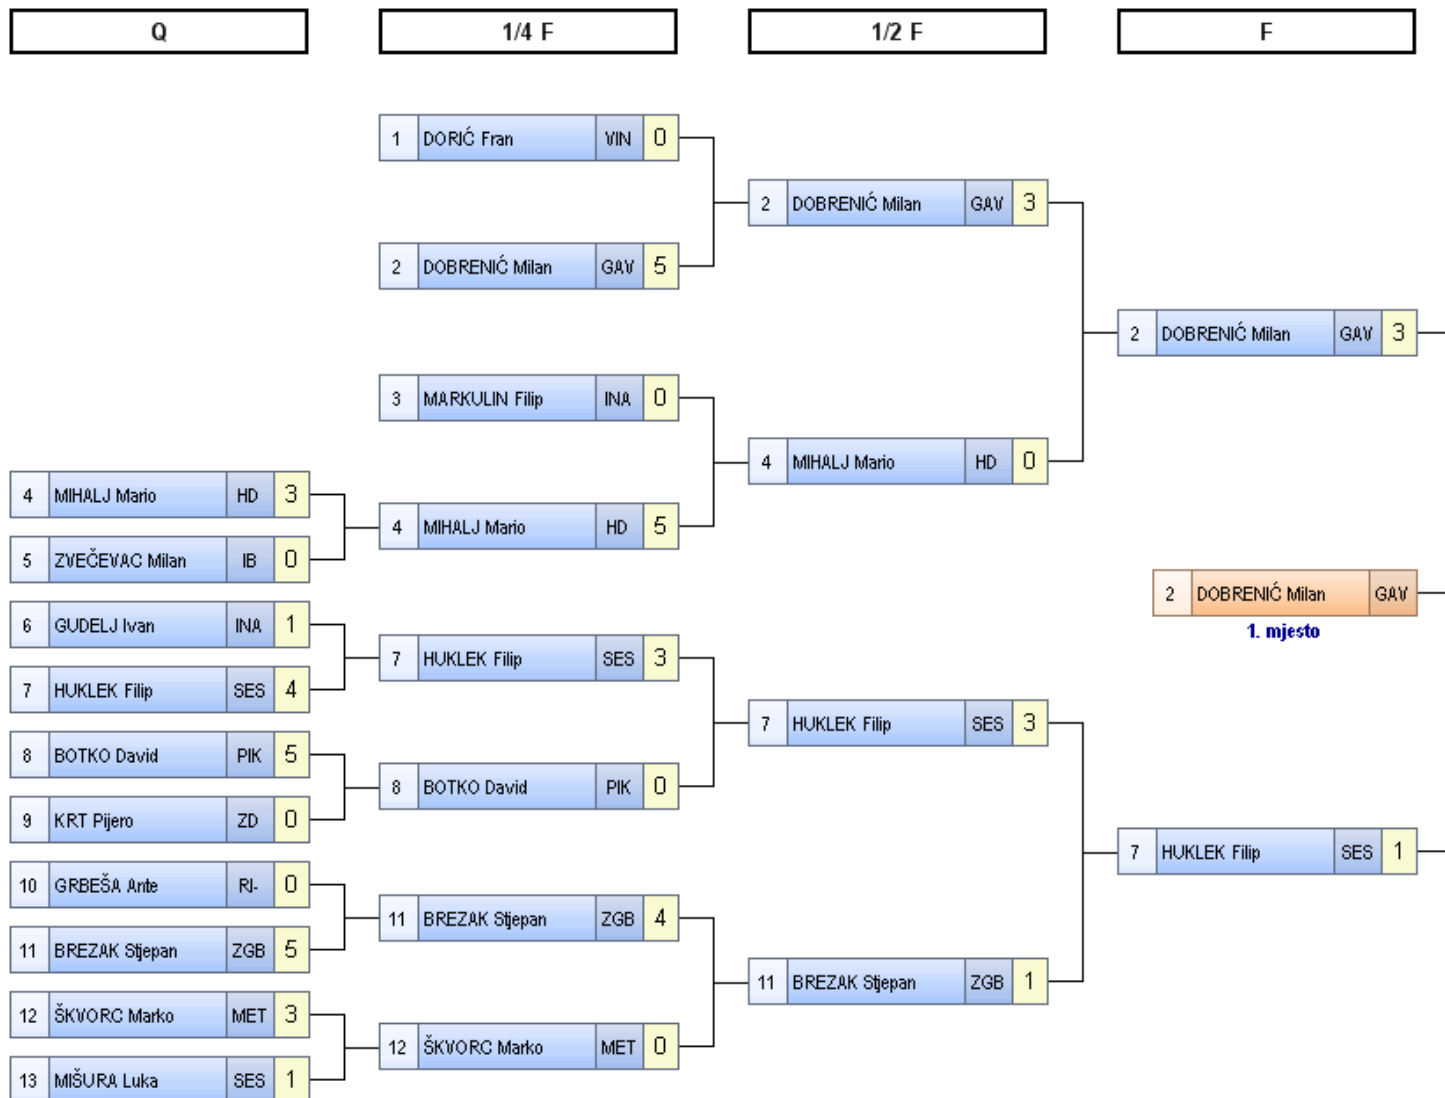 Q 1/4 F 1/2 F F
1 DORIĆ Fran VIN 0
2 DOBRENIĆ Milan GAV 5
3 MARKULIN Filip INA 0
4 MIHALJ Mario HD 5
7 HUKLEK Filip SES 3
8 BOTKO David PIK 0
11 BREZAK Stjepan ZGB 4
12 ŠKVORC Marko MET 0
4 MIHALJ Mario HD 3
5 ZVEČEVAC Milan IB 0
6 GUDELJ Ivan INA 1
7 HUKLEK Filip SES 4
8 BOTKO David PIK 5
9 KRT Pijero ZD 0
10 GRBEŠA Ante RI- 0
11 BREZAK Stjepan ZGB 5
12 ŠKVORC Marko MET 3
13 MIŠURA Luka SES 1
2 DOBRENIĆ Milan GAV 3
4 MIHALJ Mario HD 0
7 HUKLEK Filip SES 3
11 BREZAK Stjepan ZGB 1
2 DOBRENIĆ Milan GAV 3
7 HUKLEK Filip SES 1
2 DOBRENIĆ Milan GAV
1. mjesto